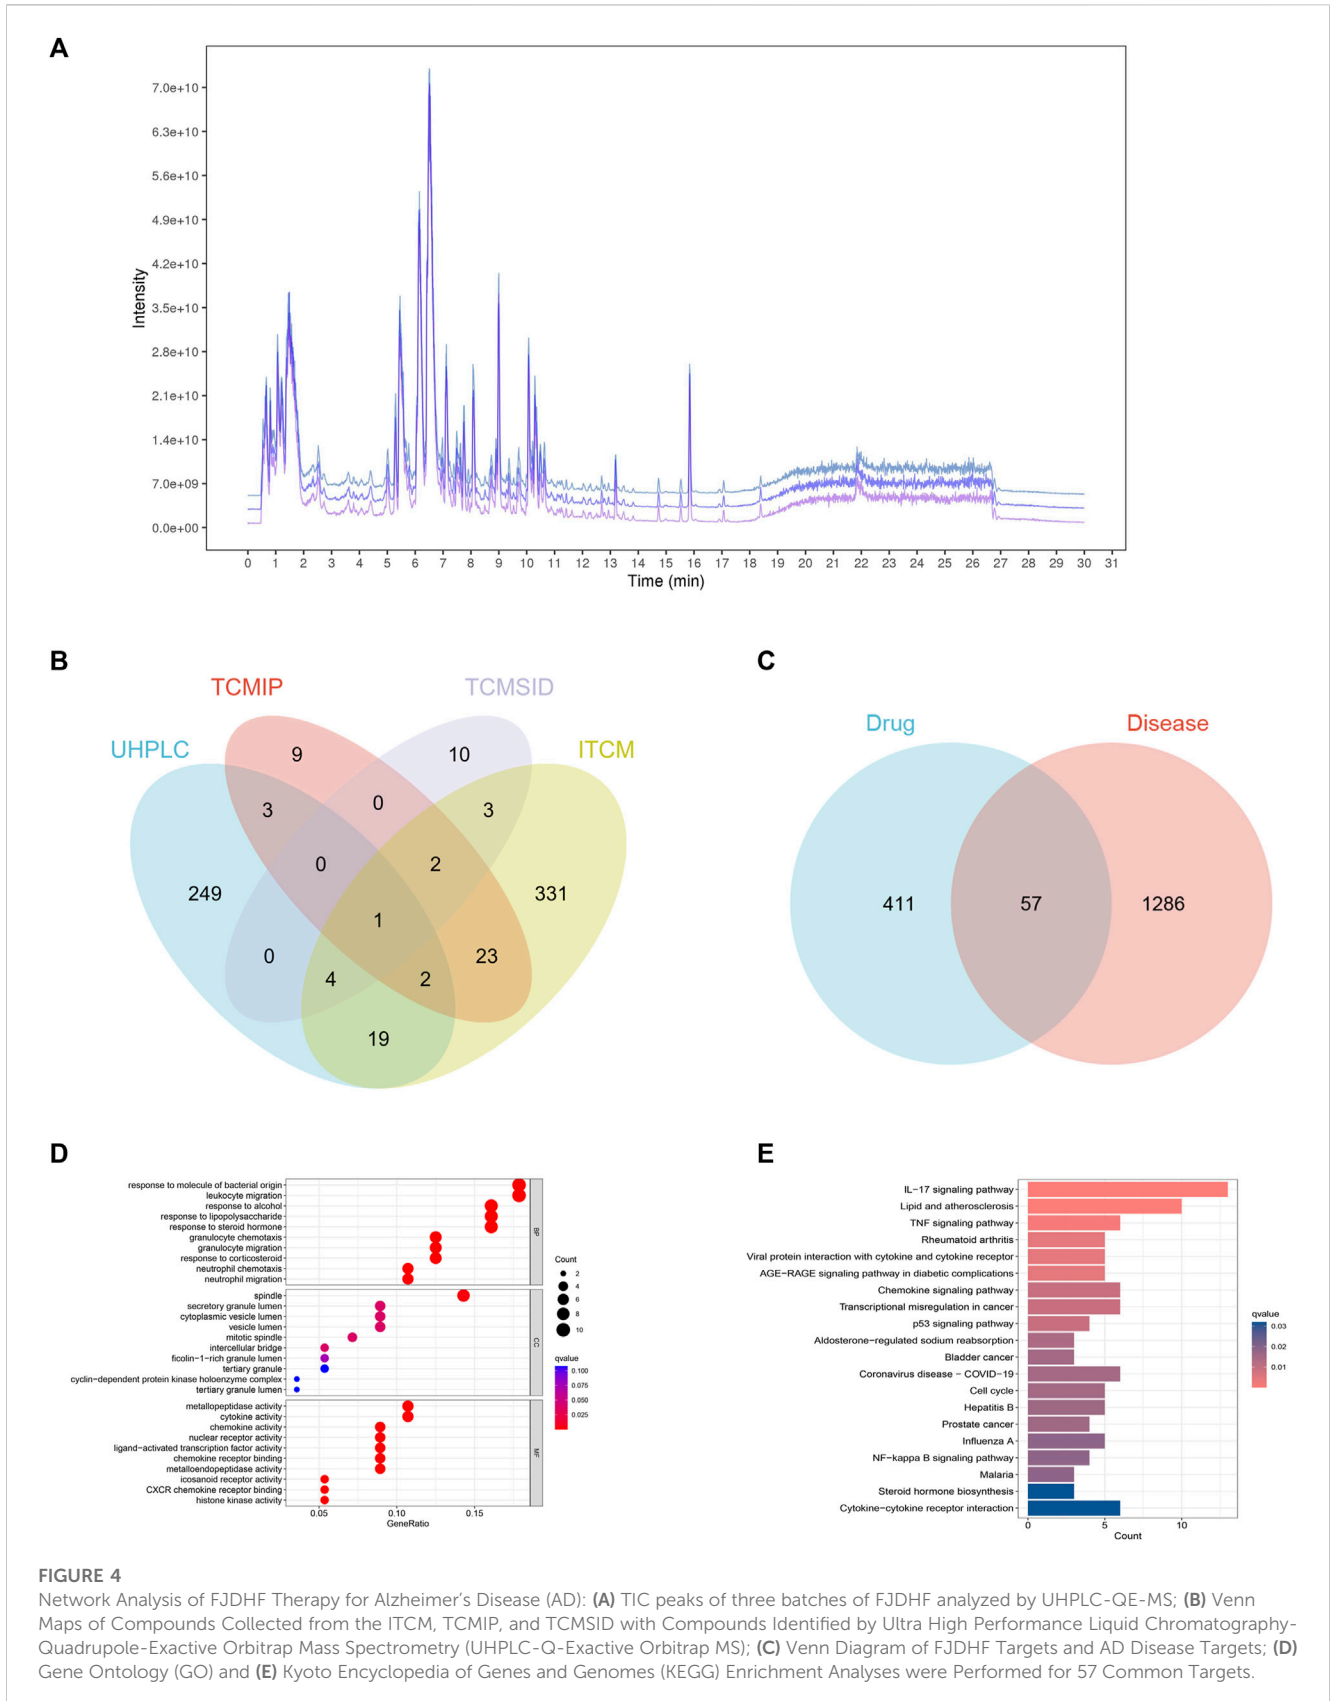 A
7.0e+10
6.3e+10
5.6e+10
4.9e+10
4.2e+10
3.5e+10
2.8e+10
2.1e+10
1.4e+10
7.0e+09
0.0e+00
Intensity
0 1 2 3 4 5 6 7 8 9 10 11 12 13 14 15 16 17 18 19 20 21 22 23 24 25 26 27 28 29 30 31
Time (min)
B
TCMIP
TCMSID
UHPLC
ITCM
9
10
3
0
3
0
2
249
331
1
0
23
4
2
19
C
Drug
Disease
411
57
1286
D
response to molecule of bacterial origin
leukocyte migration
response to alcohol
response to lipopolysaccharide
response to steroid hormone
granulocyte chemotaxis
granulocyte migration
response to corticosteroid
neutrophil chemotaxis
neutrophil migration
BP
spindle
secretory granule lumen
cytoplasmic vesicle lumen
vesicle lumen
mitotic spindle
intercellular bridge
ficolin−1−rich granule lumen
tertiary granule
cyclin−dependent protein kinase holoenzyme complex
tertiary granule lumen
CC
metallopeptidase activity
cytokine activity
chemokine activity
nuclear receptor activity
ligand−activated transcription factor activity
chemokine receptor binding
metalloendopeptidase activity
icosanoid receptor activity
CXCR chemokine receptor binding
histone kinase activity
MF
0.05 0.10 0.15
GeneRatio
Count
2
4
6
8
10
qvalue
0.100
0.075
0.050
0.025
E
IL−17 signaling pathway
Lipid and atherosclerosis
TNF signaling pathway
Rheumatoid arthritis
Viral protein interaction with cytokine and cytokine receptor
AGE−RAGE signaling pathway in diabetic complications
Chemokine signaling pathway
Transcriptional misregulation in cancer
p53 signaling pathway
Aldosterone−regulated sodium reabsorption
Bladder cancer
Coronavirus disease − COVID−19
Cell cycle
Hepatitis B
Prostate cancer
Influenza A
NF−kappa B signaling pathway
Malaria
Steroid hormone biosynthesis
Cytokine−cytokine receptor interaction
0 5 10
Count
qvalue
0.03
0.02
0.01
FIGURE 4
Network Analysis of FJDHF Therapy for Alzheimer's Disease (AD): (A) TIC peaks of three batches of FJDHF analyzed by UHPLC-QE-MS; (B) Venn
Maps of Compounds Collected from the ITCM, TCMIP, and TCMSID with Compounds Identified by Ultra High Performance Liquid Chromatography-
Quadrupole-Exactive Orbitrap Mass Spectrometry (UHPLC-Q-Exactive Orbitrap MS); (C) Venn Diagram of FJDHF Targets and AD Disease Targets; (D)
Gene Ontology (GO) and (E) Kyoto Encyclopedia of Genes and Genomes (KEGG) Enrichment Analyses were Performed for 57 Common Targets.